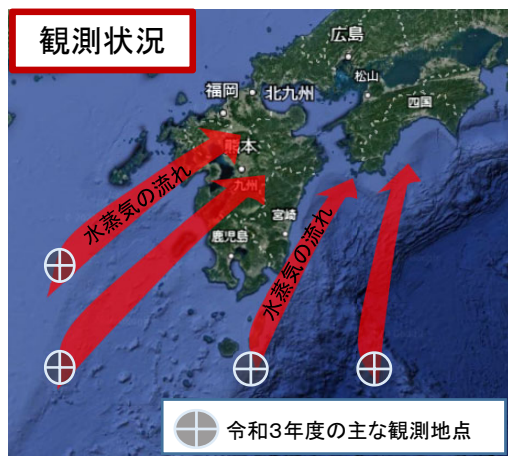 観測状況
広島
松山
福岡
北九州
四国
熊本
九州
水蒸気の流れ
宮崎
鹿児島
水蒸気の流れ
令和3年度の主な観測地点